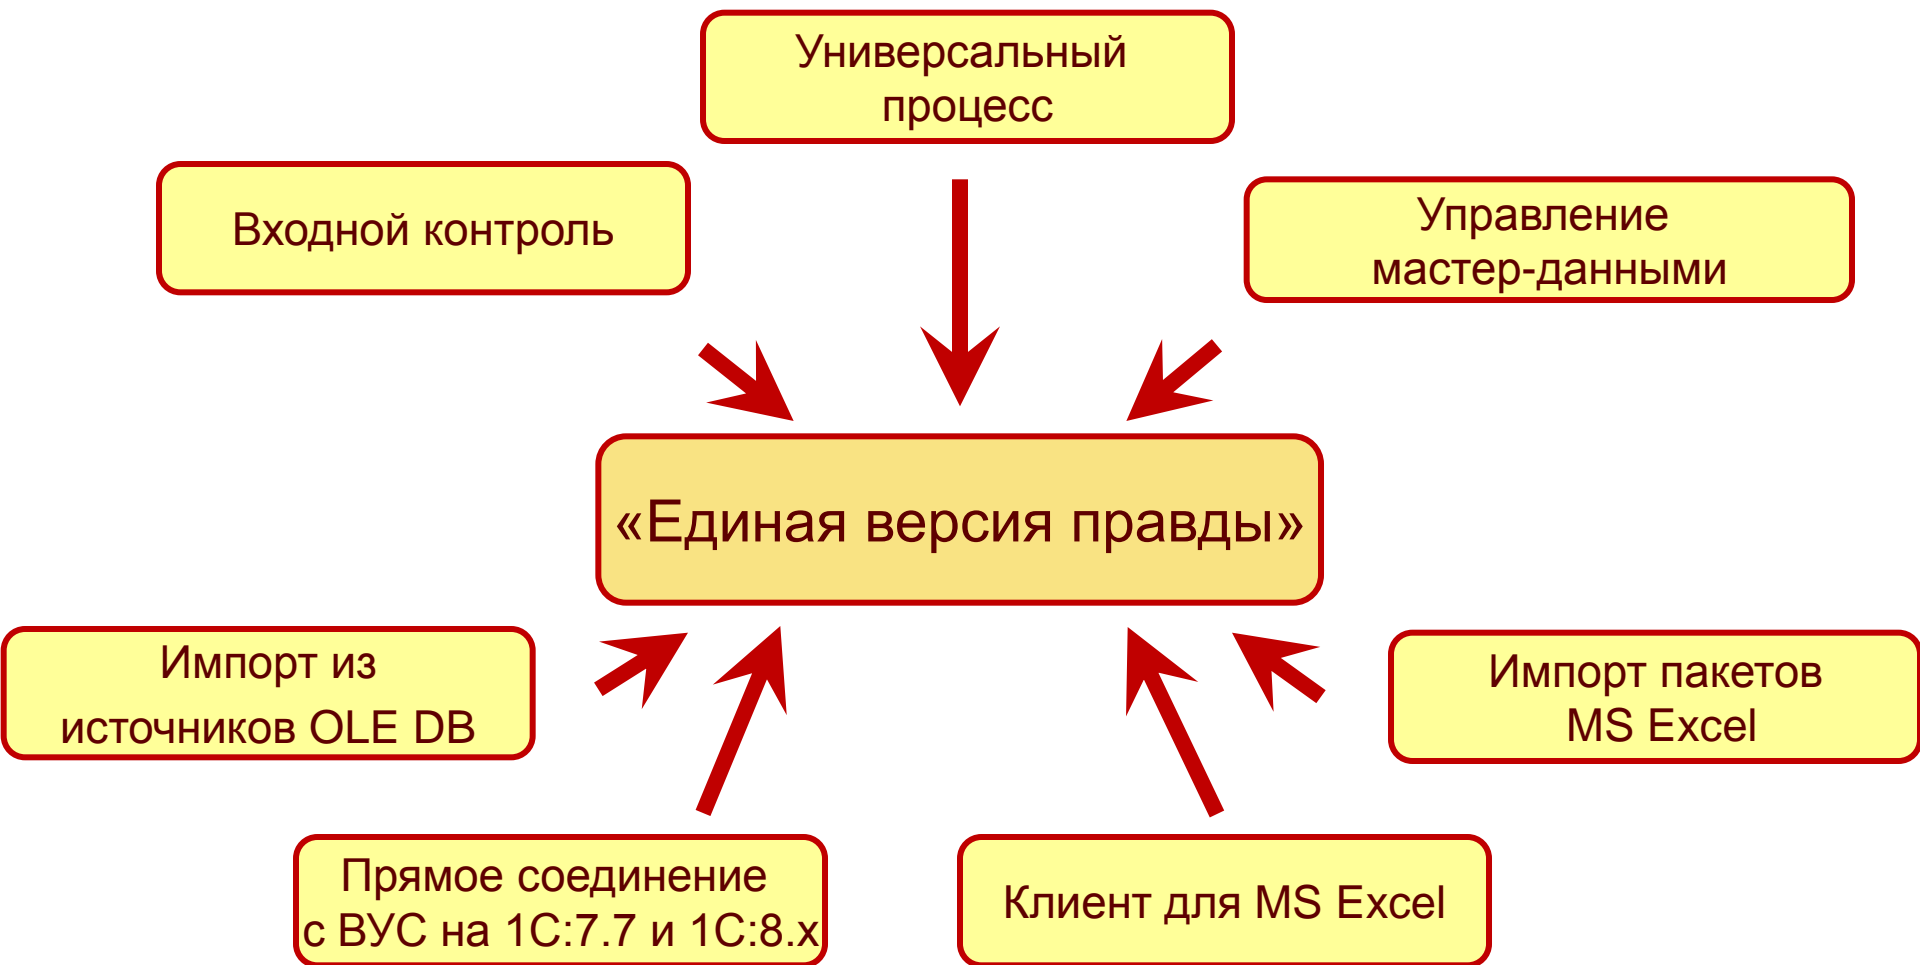 Универсальный
процесс
Входной контроль
Управление
мастер-данными
«Единая версия правды»
Импорт из
источников OLE DB
Импорт пакетов
MS Excel
Прямое соединение
с ВУС на 1С:7.7 и 1С:8.х
Клиент для MS Excel